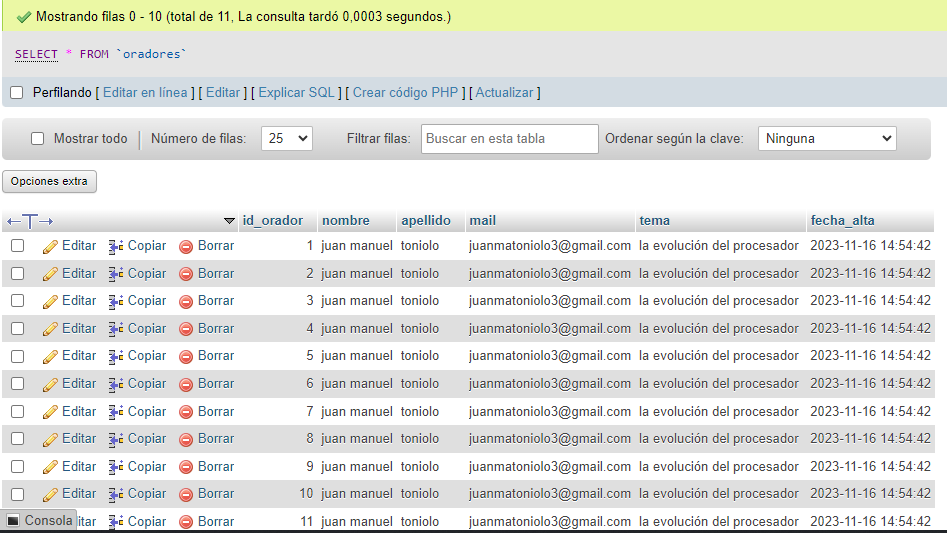 Mostrando filas 0 - 10 (total de 11, La consulta tardó 0,0003 segundos.)
SELECT * FROM `oradores`
Perfilando [ Editar en línea ] [ Editar ] [ Explicar SQL ] [ Crear código PHP ] [ Actualizar ]
Mostrar todo Número de filas: 25 Filtrar filas: Buscar en esta tabla Ordenar según la clave: Ninguna
Opciones extra
id_orador nombre apellido mail tema fecha_alta
Editar Copiar Borrar 1 juan manuel toniolo juanmatoniolo3@gmail.com la evolución del procesador 2023-11-16 14:54:42
Editar Copiar Borrar 2 juan manuel toniolo juanmatoniolo3@gmail.com la evolución del procesador 2023-11-16 14:54:42
Editar Copiar Borrar 3 juan manuel toniolo juanmatoniolo3@gmail.com la evolución del procesador 2023-11-16 14:54:42
Editar Copiar Borrar 4 juan manuel toniolo juanmatoniolo3@gmail.com la evolución del procesador 2023-11-16 14:54:42
Editar Copiar Borrar 5 juan manuel toniolo juanmatoniolo3@gmail.com la evolución del procesador 2023-11-16 14:54:42
Editar Copiar Borrar 6 juan manuel toniolo juanmatoniolo3@gmail.com la evolución del procesador 2023-11-16 14:54:42
Editar Copiar Borrar 7 juan manuel toniolo juanmatoniolo3@gmail.com la evolución del procesador 2023-11-16 14:54:42
Editar Copiar Borrar 8 juan manuel toniolo juanmatoniolo3@gmail.com la evolución del procesador 2023-11-16 14:54:42
Editar Copiar Borrar 9 juan manuel toniolo juanmatoniolo3@gmail.com la evolución del procesador 2023-11-16 14:54:42
Editar Copiar Borrar 10 juan manuel toniolo juanmatoniolo3@gmail.com la evolución del procesador 2023-11-16 14:54:42
Consola itar Copiar Borrar 11 juan manuel toniolo juanmatoniolo3@gmail.com la evolución del procesador 2023-11-16 14:54:42